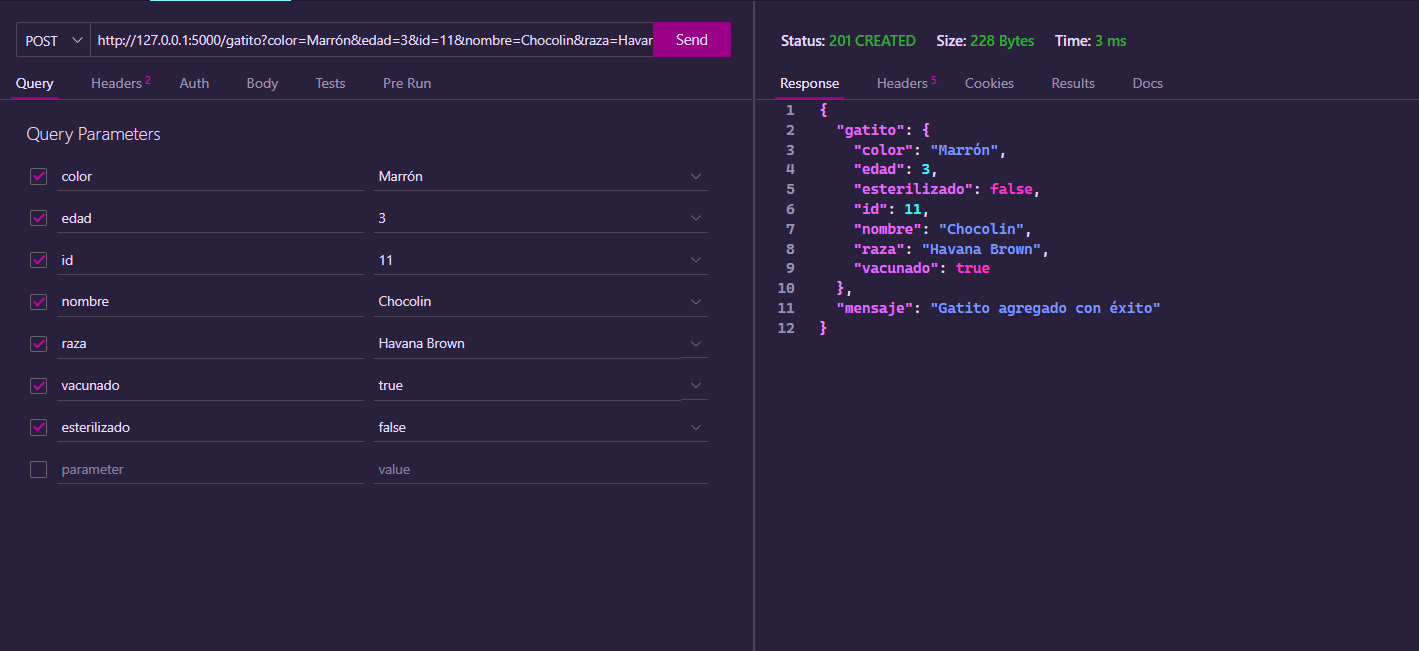 POST http://127.0.0.1:5000/gatito?color=Marrón&edad=3&id=11&nombre=Chocolin&raza=Havar Send
Query Headers 2 Auth Body Tests Pre Run
Query Parameters
color Marrón
edad 3
id 11
nombre Chocolin
raza Havana Brown
vacunado true
esterilizado false
parameter value
Status: 201 CREATED Size: 228 Bytes Time: 3 ms
Response Headers 5 Cookies Results Docs
1 {
2 "gatito": {
3 "color": "Marrón",
4 "edad": 3,
5 "esterilizado": false,
6 "id": 11,
7 "nombre": "Chocolin",
8 "raza": "Havana Brown",
9 "vacunado": true
10 },
11 "mensaje": "Gatito agregado con éxito"
12 }